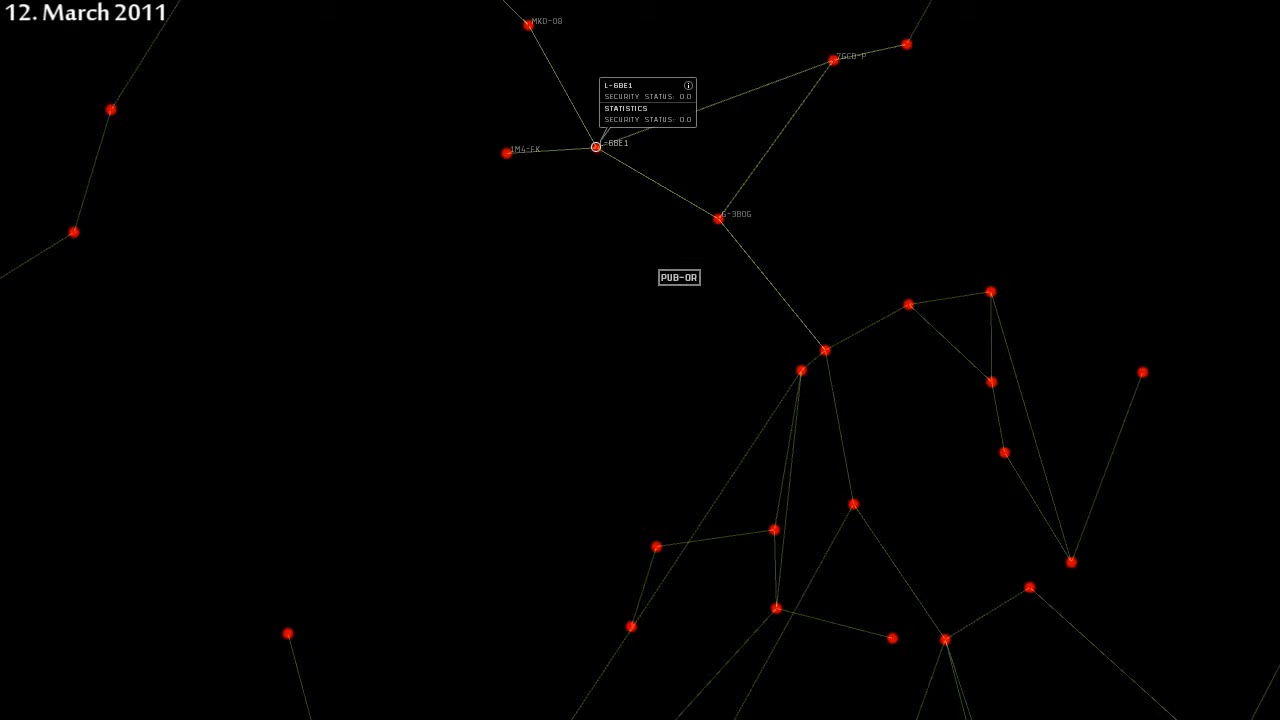 12. March 2011
MKD-O8
7GCD-P
L-6BE1
SECURITY STATUS: 0.0
STATISTICS
SECURITY STATUS: 0.0
1M4-FK
-6BE1
G-3BOG
PUB-OR